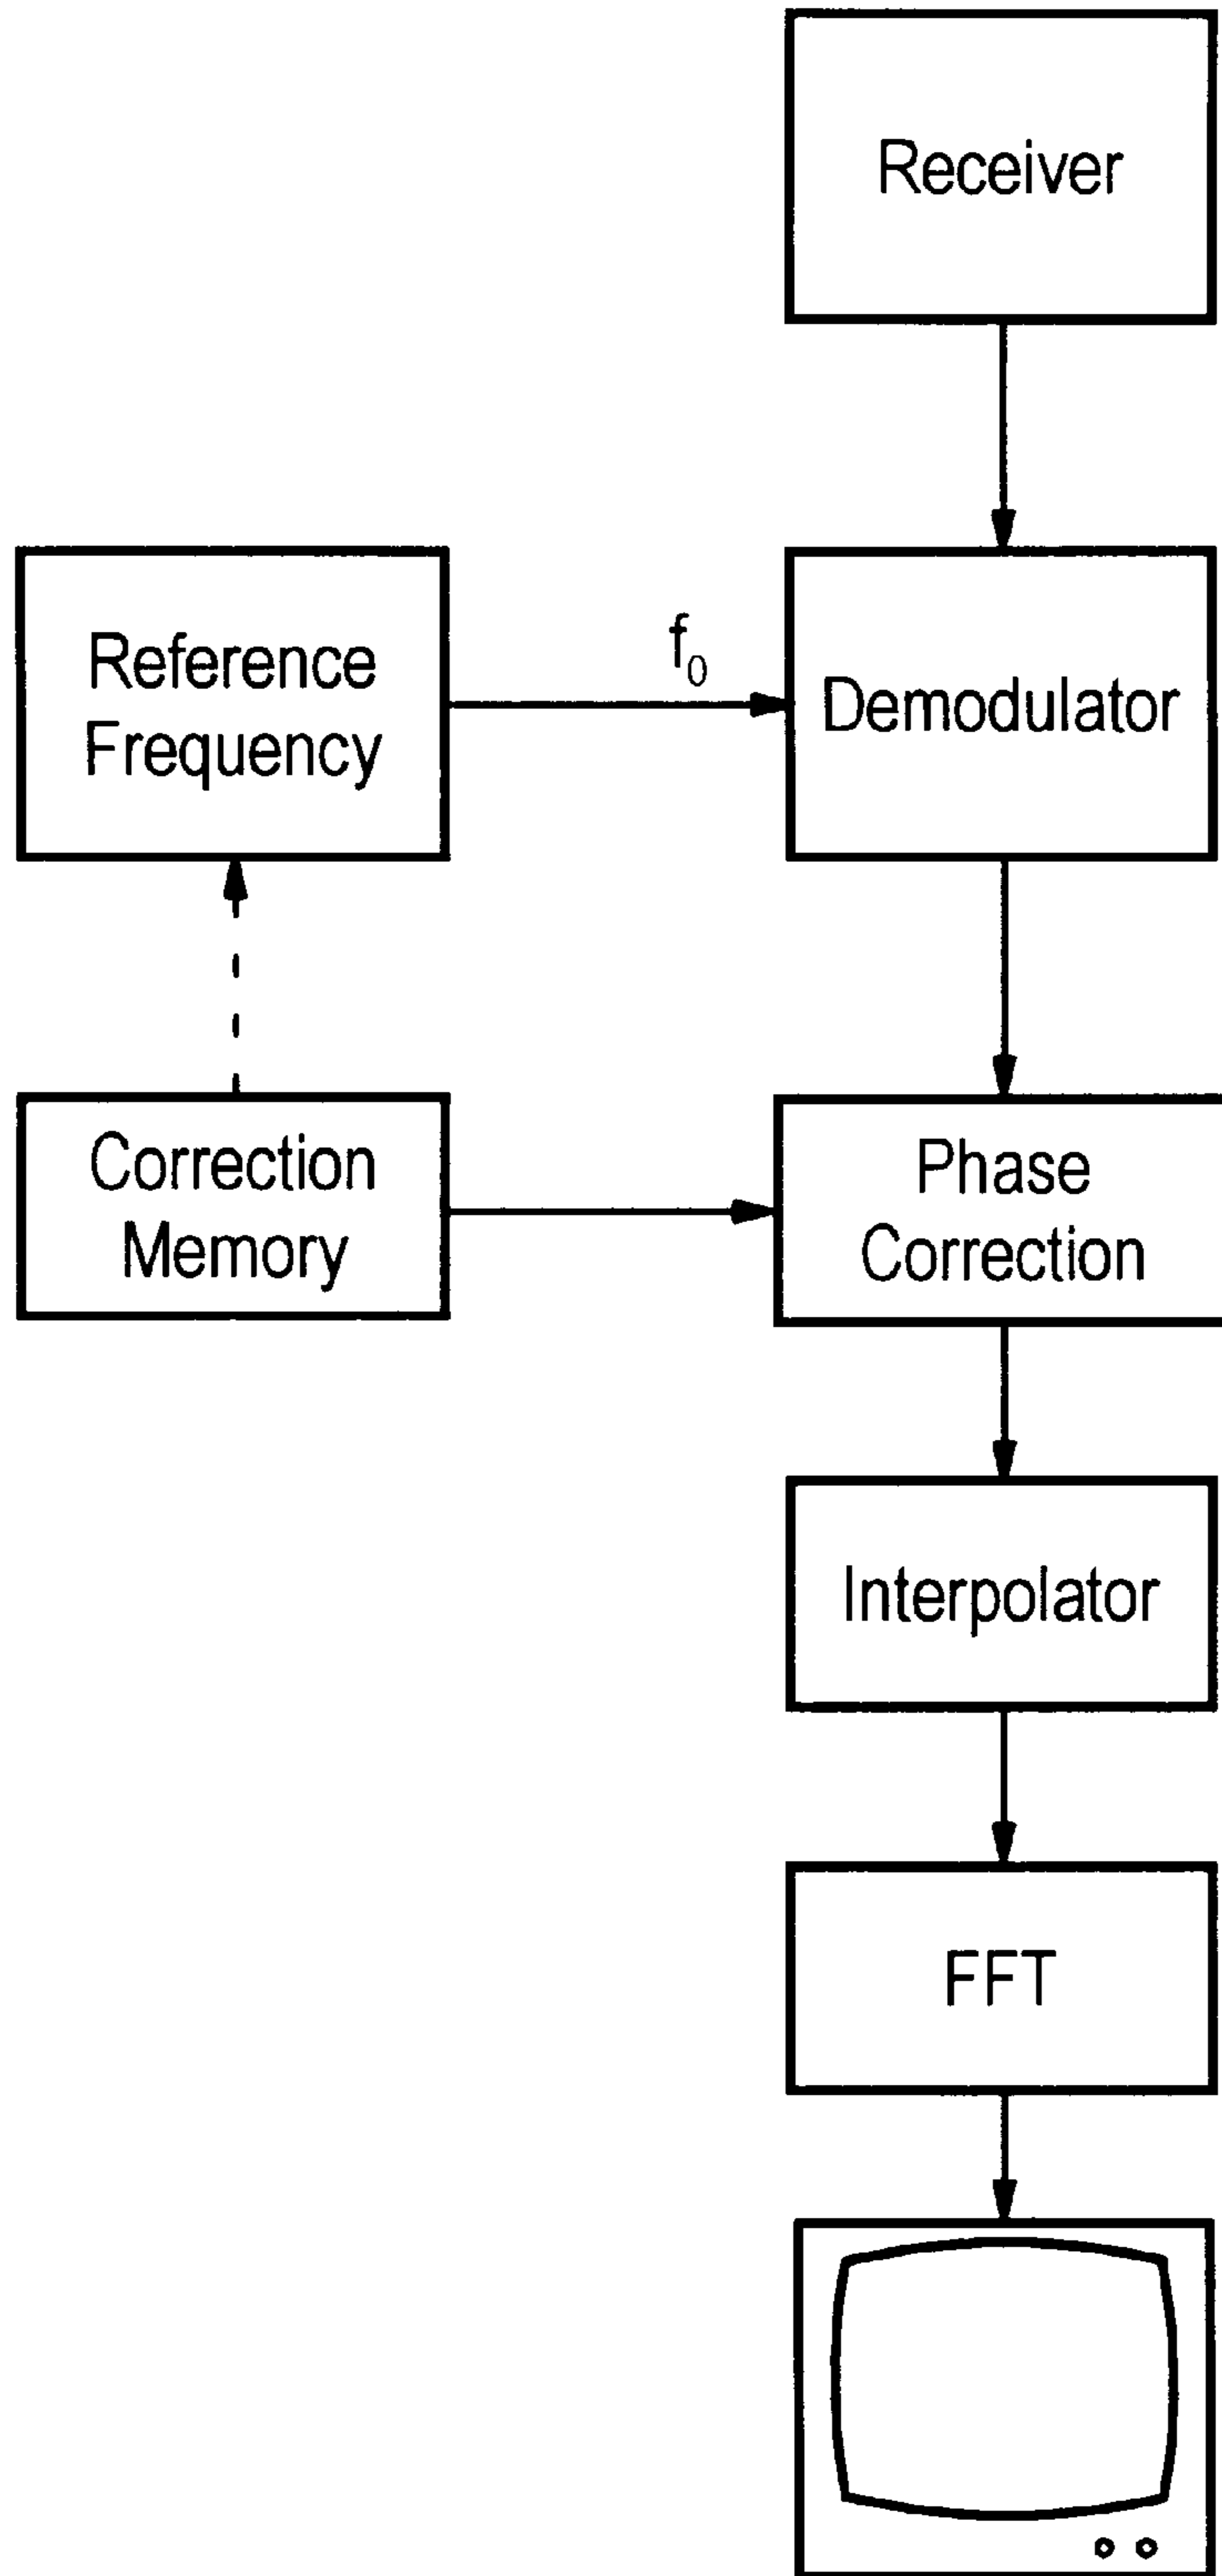 Receiver
Reference
Frequency
f₀
Demodulator
Correction
Memory
Phase
Correction
Interpolator
FFT